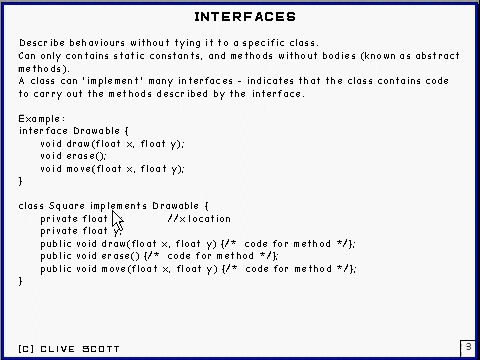 INTERFACES
Describe behaviours without tying it to a specific class.
Can only contains static constants, and methods without bodies (known as abstract
methods).
A class can 'implement' many interfaces - indicates that the class contains code
to carry out the methods described by the interface.
Example:
interface Drawable {
void draw(float x, float y);
void erase();
void move(float x, float y);
}
class Square implements Drawable {
private float //x location
private float y;
public void draw(float x, float y) {/* code for method */};
public void erase() {/* code for method */};
public void move(float x, float y) {/* code for method */};
}
[C] CLIVE SCOTT
3